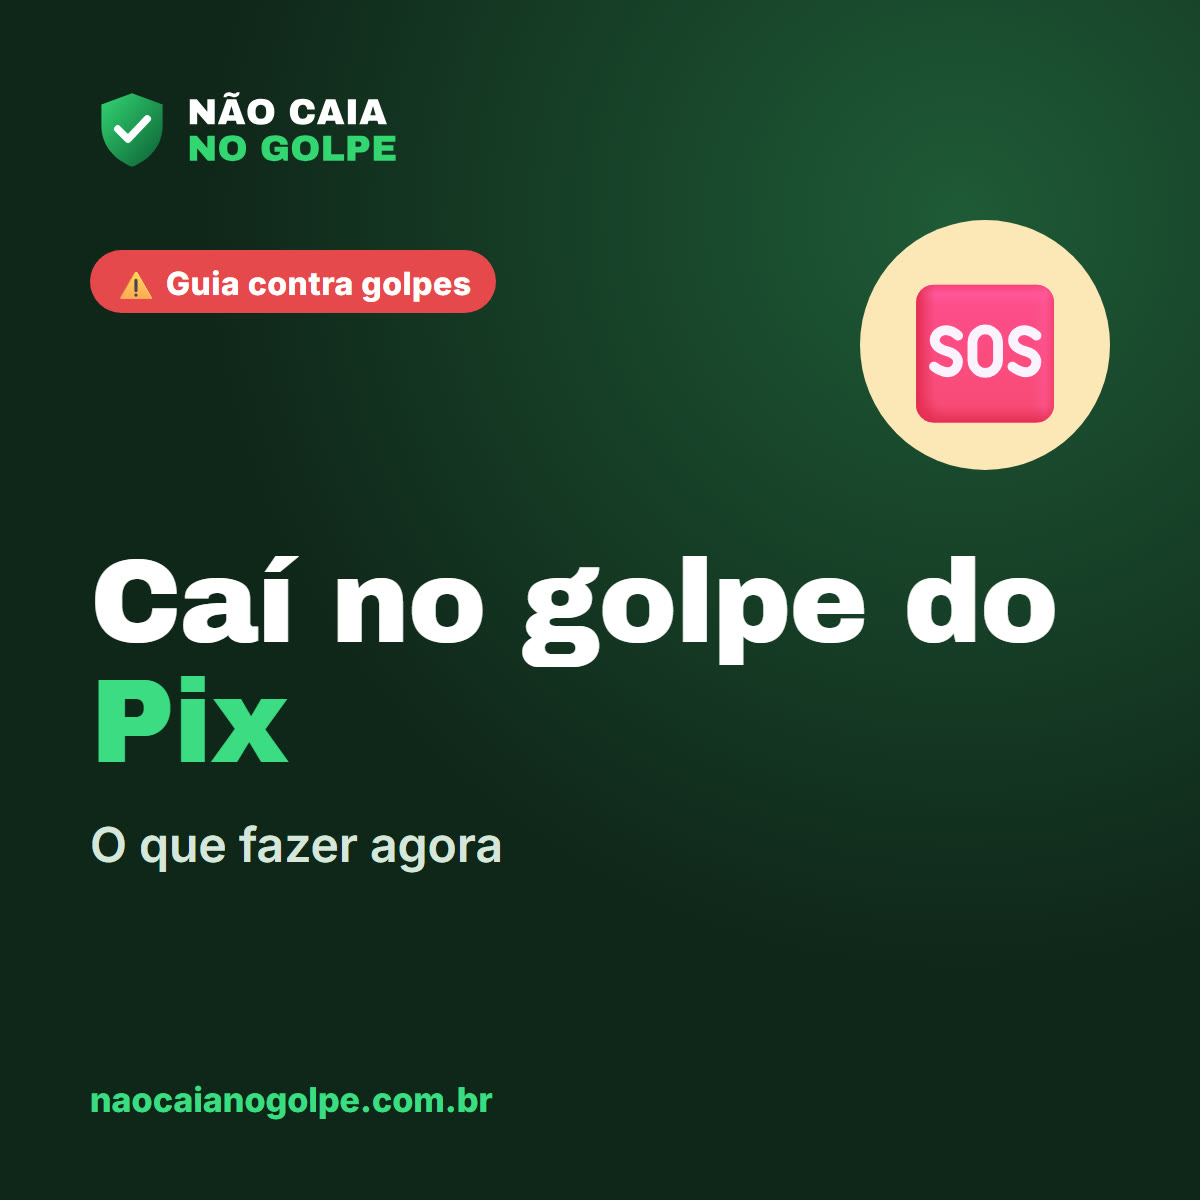 NÃO CAIA
NO GOLPE
⚠️ Guia contra golpes
SOS
Caí no golpe do
Pix
O que fazer agora
naocaianogolpe.com.br